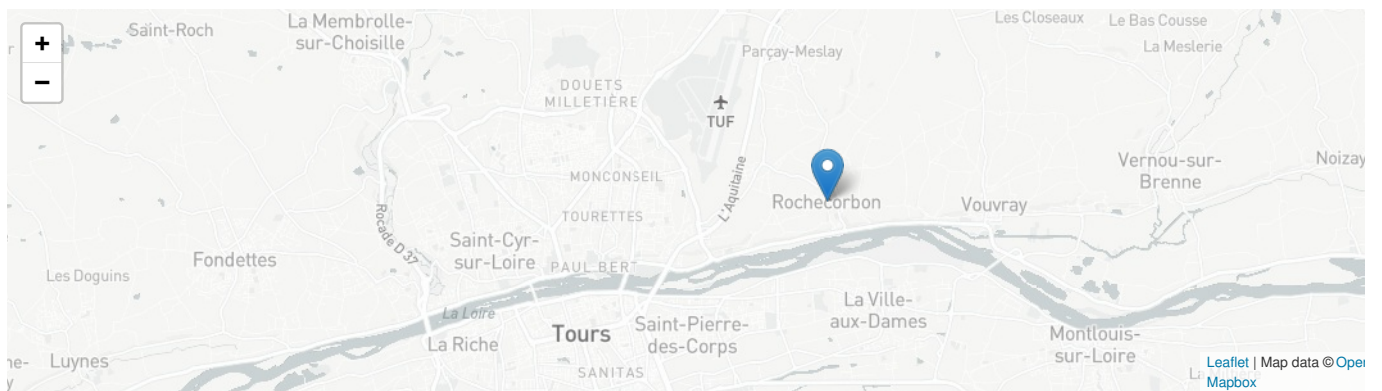 +
−
Saint-Roch
La Membrolle-
sur-Choisille
Les Closeaux
Le Bas Cousse
La Meslerie
Parçay-Meslay
DOUETS
MILLETIÈRE
TUF
MONCONSEIL
L'Aquitaine
Vernou-sur-
Brenne
Noizay
Rochecorbon
Vouvray
TOURETTES
Rocade D 37
Saint-Cyr-
sur-Loire
Fondettes
PAUL BERT
Les Doguins
La Loire
La Ville-
aux-Dames
Tours
Saint-Pierre-
des-Corps
La Riche
Montlouis-
sur-Loire
Luynes
SANITAS
Leaflet | Map data © Oper
Mapbox